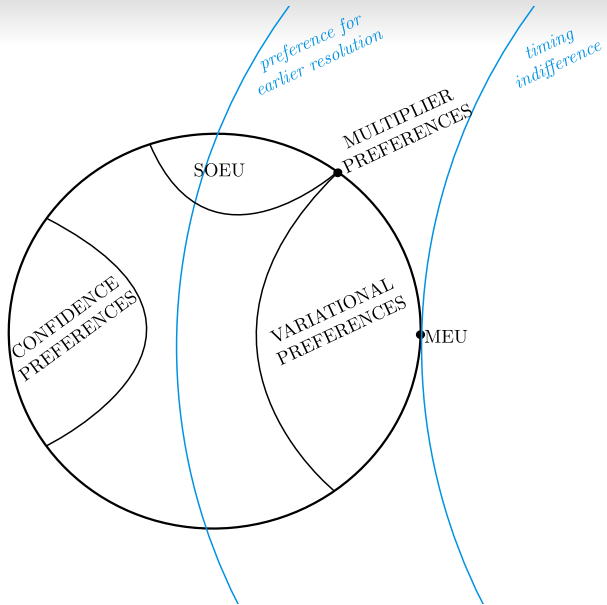 preference for
earlier resolution
timing
indifference
MULTIPLIER
PREFERENCES
SOEU
CONFIDENCE
PREFERENCES
VARIATIONAL
PREFERENCES
MEU